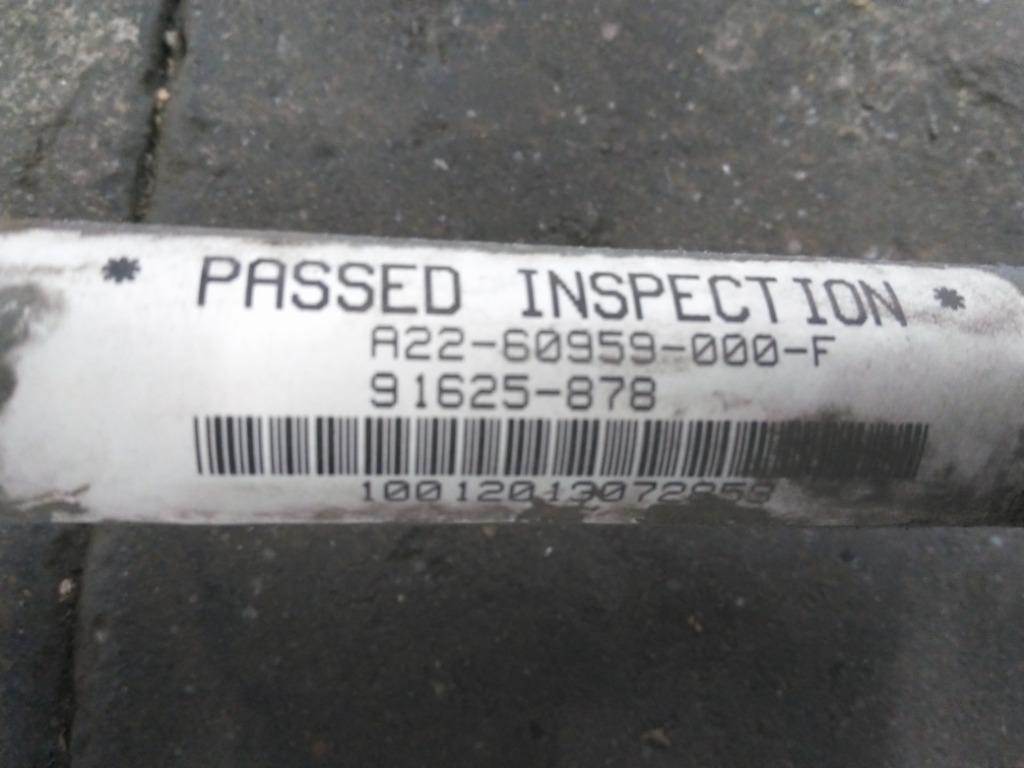 * PASSED INSPECTION *
A22-60959-000-F
91625-878